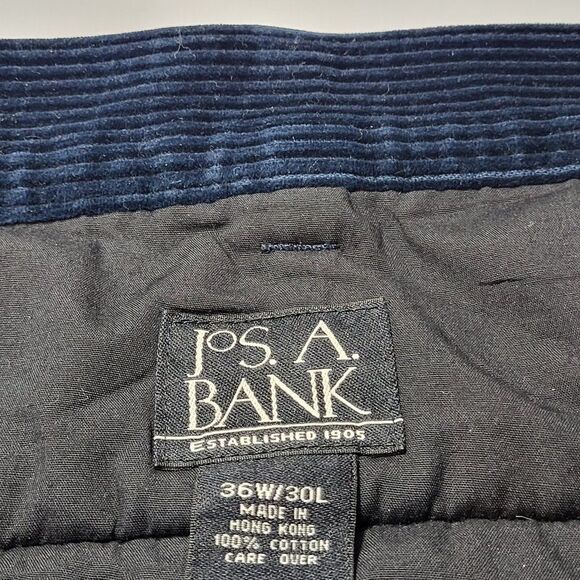 JOS. A.
BANK
ESTABLISHED 1905
36W/30L
MADE IN
HONG KONG
100% COTTON
CARE OVER